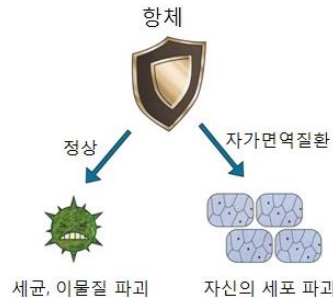 항체
정상
자가면역질환
세균, 이물질 파괴
자신의 세포 파괴